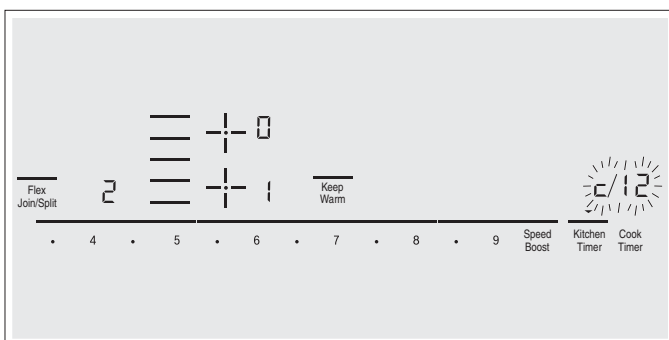 0
Flex
Join/Split
2
1
Keep
Warm
c/12
. 4 . 5 . 6 . 7 . 8 . 9
Speed
Boost
Kitchen
Timer
Cook
Timer